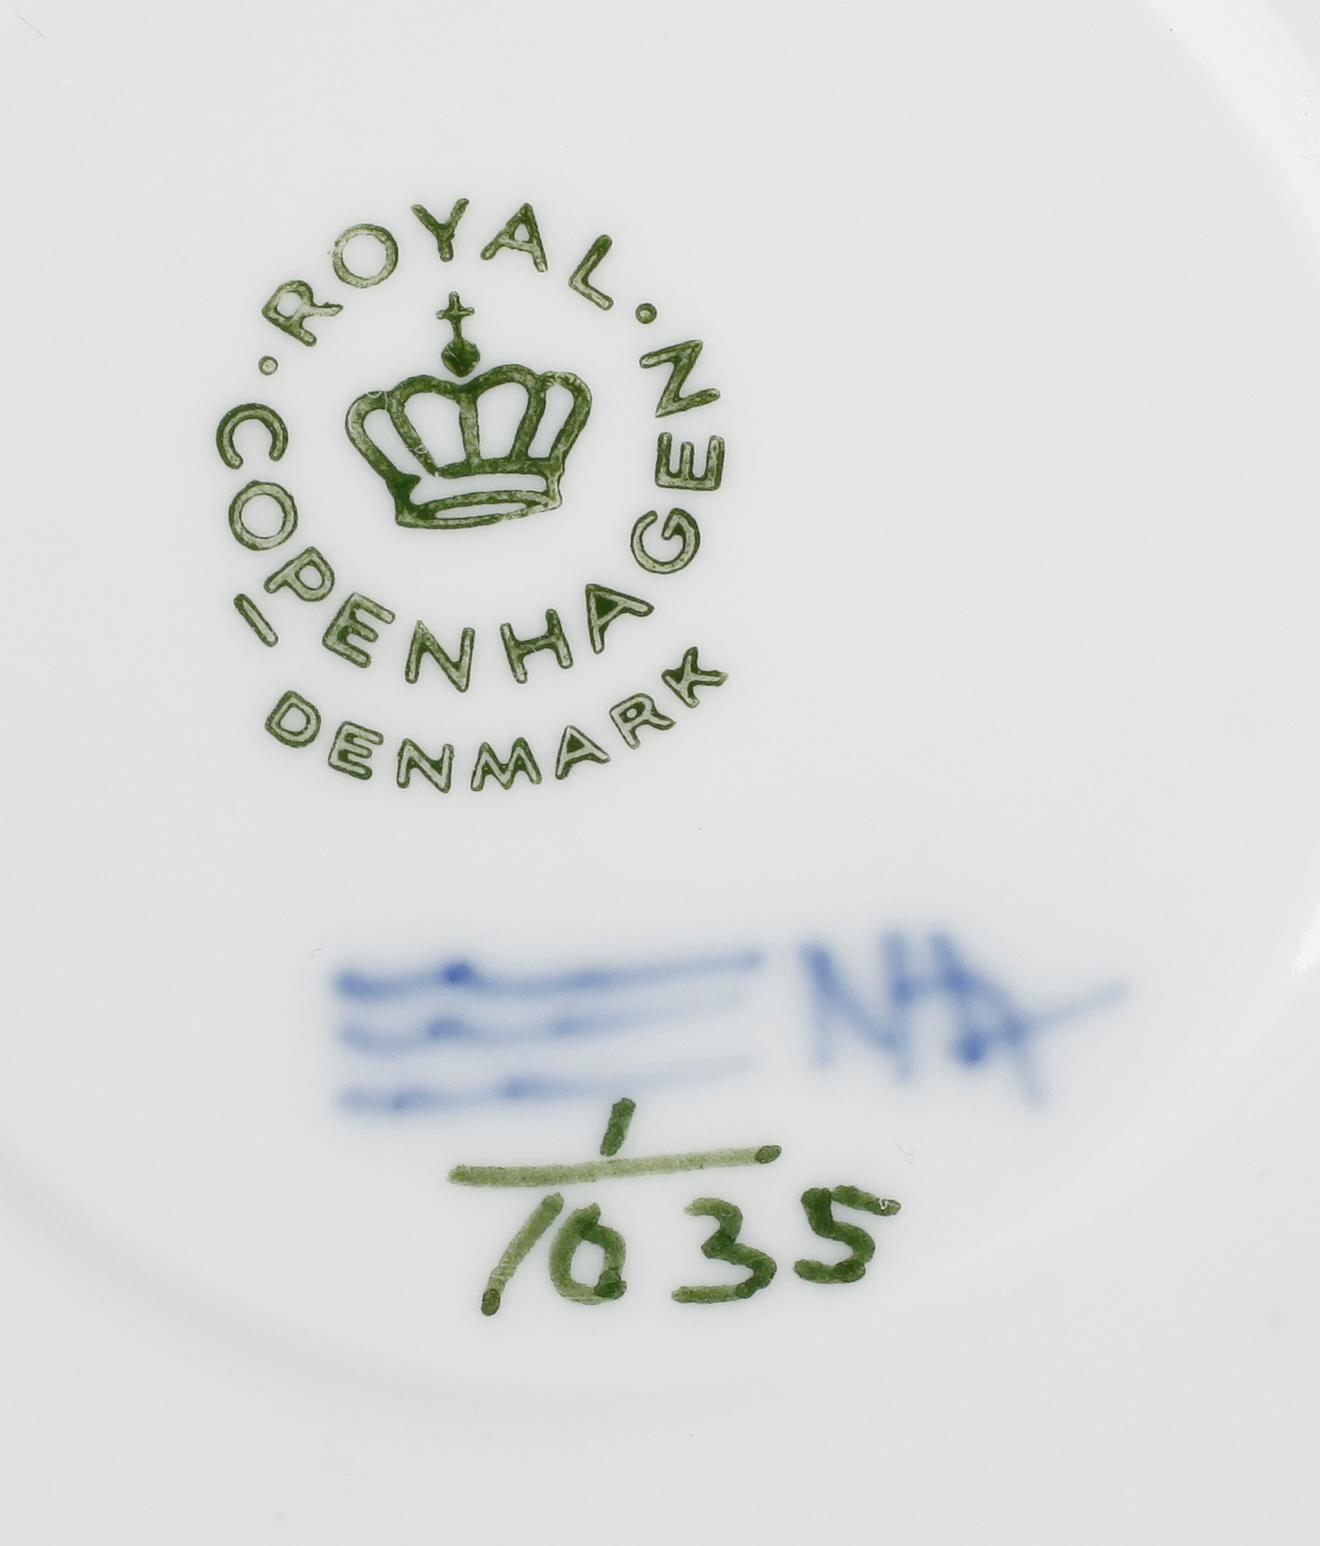 · ROYAL ·
COPENHAGEN
DENMARK
1
1035